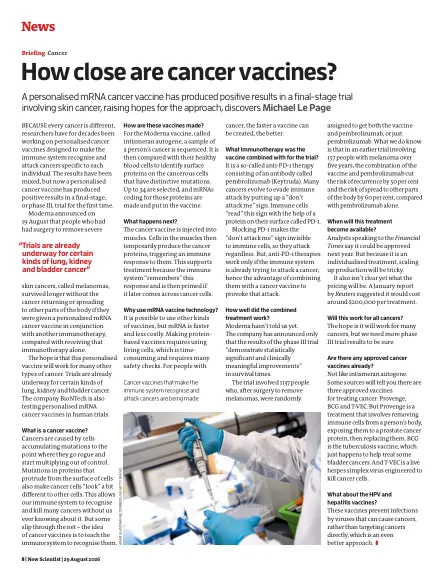 News
Briefing Cancer
How close are cancer vaccines?
A personalised mRNA cancer vaccine has produced positive results in a final-stage trial
involving skin cancer, raising hopes for the approach, discovers Michael Le Page
BECAUSE every cancer is different,
researchers have for decades been
working on personalised cancer
vaccines designed to make the
immune system recognise and
attack cancers specific to each
individual. The results have been
mixed, but now a personalised
cancer vaccine has produced
positive results in a final-stage,
or phase III, trial for the first time.
Moderna announced on
19 August that people who had
had surgery to remove severe
“Trials are already
underway for certain
kinds of lung, kidney
and bladder cancer”
skin cancers, called melanomas,
survived longer without the
cancer returning or spreading
to other parts of the body if they
were given a personalised mRNA
cancer vaccine in conjunction
with another immunotherapy,
compared with receiving that
immunotherapy alone.
The hope is that this personalised
vaccine will work for many other
types of cancer. Trials are already
underway for certain kinds of
lung, kidney and bladder cancer.
The company BioNTech is also
testing personalised mRNA
cancer vaccines in human trials.
What is a cancer vaccine?
Cancers are caused by cells
accumulating mutations to the
point where they go rogue and
start multiplying out of control.
Mutations in proteins that
protrude from the surface of cells
also make cancer cells “look” a bit
different to other cells. This allows
our immune system to recognise
and kill many cancers without us
ever knowing about it. But some
slip through the net – the idea
of cancer vaccines is to teach the
immune system to recognise them.
How are these vaccines made?
For the Moderna vaccine, called
intismeran autogene, a sample of
a person's cancer is sequenced. It is
then compared with their healthy
blood cells to identify surface
proteins on the cancerous cells
that have distinctive mutations.
Up to 34 are selected, and mRNAs
coding for those proteins are
made and put in the vaccine.
What happens next?
The cancer vaccine is injected into
muscles. Cells in the muscles then
temporarily produce the cancer
proteins, triggering an immune
response to them. This supports
treatment because the immune
system “remembers” this
response and is then primed if
it later comes across cancer cells.
Why use mRNA vaccine technology?
It is possible to use other kinds
of vaccines, but mRNA is faster
and less costly. Making protein-
based vaccines requires using
living cells, which is time-
consuming and requires many
safety checks. For people with
Cancer vaccines that make the
immune system recognise and
attack cancers are being made
cancer, the faster a vaccine can
be created, the better.
What immunotherapy was the
vaccine combined with for the trial?
It is a so-called anti-PD-1 therapy
consisting of an antibody called
pembrolizumab (Keytruda). Many
cancers evolve to evade immune
attack by putting up a “don't
attack me” sign. Immune cells
“read” this sign with the help of a
protein on their surface called PD-1.
Blocking PD-1 makes the
“don't attack me” sign invisible
to immune cells, so they attack
regardless. But, anti-PD-1 therapies
work only if the immune system
is already trying to attack a cancer,
hence the advantage of combining
them with a cancer vaccine to
provoke that attack.
How well did the combined
treatment work?
Moderna hasn't told us yet.
The company has announced only
that the results of the phase III trial
“demonstrate statistically
significant and clinically
meaningful improvements”
in survival times.
The trial involved 1137 people
who, after surgery to remove
melanomas, were randomly
assigned to get both the vaccine
and pembrolizumab, or just
pembrolizumab. What we do know
is that in an earlier trial involving
157 people with melanoma over
five years, the combination of the
vaccine and pembrolizumab cut
the risk of recurrence by 50 per cent
and the risk of spread to other parts
of the body by 60 per cent, compared
with pembrolizumab alone.
When will this treatment
become available?
Analysts speaking to the Financial
Times say it could be approved
next year. But because it is an
individualised treatment, scaling
up production will be tricky.
It also isn't clear yet what the
pricing will be. A January report
by Reuters suggested it would cost
around $200,000 per treatment.
Will this work for all cancers?
The hope is it will work for many
cancers, but we need more phase
III trial results to be sure.
Are there any approved cancer
vaccines already?
Not like intismeran autogene.
Some sources will tell you there are
three approved vaccines
for treating cancer: Provenge,
BCG and T-VEC. But Provenge is a
treatment that involves removing
immune cells from a person's body,
exposing them to a prostate cancer
protein, then replacing them. BCG
is the tuberculosis vaccine, which
just happens to help treat some
bladder cancers. And T-VEC is a live
herpes simplex virus engineered to
kill cancer cells.
What about the HPV and
hepatitis vaccines?
These vaccines prevent infections
by viruses that can cause cancers,
rather than targeting cancers
directly, which is an even
better approach.
8 | New Scientist | 29 August 2026